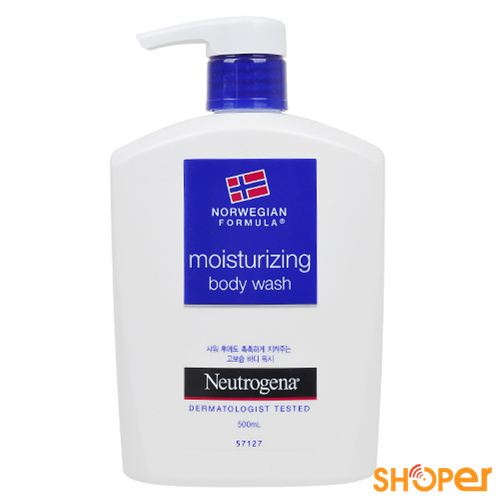 NORWEGIAN
FORMULA®
moisturizing
body wash
샤워 후에도 촉촉하게 지켜주는
고보습 바디 워시
Neutrogena®
DERMATOLOGIST TESTED
500mL
57127
SHOPER